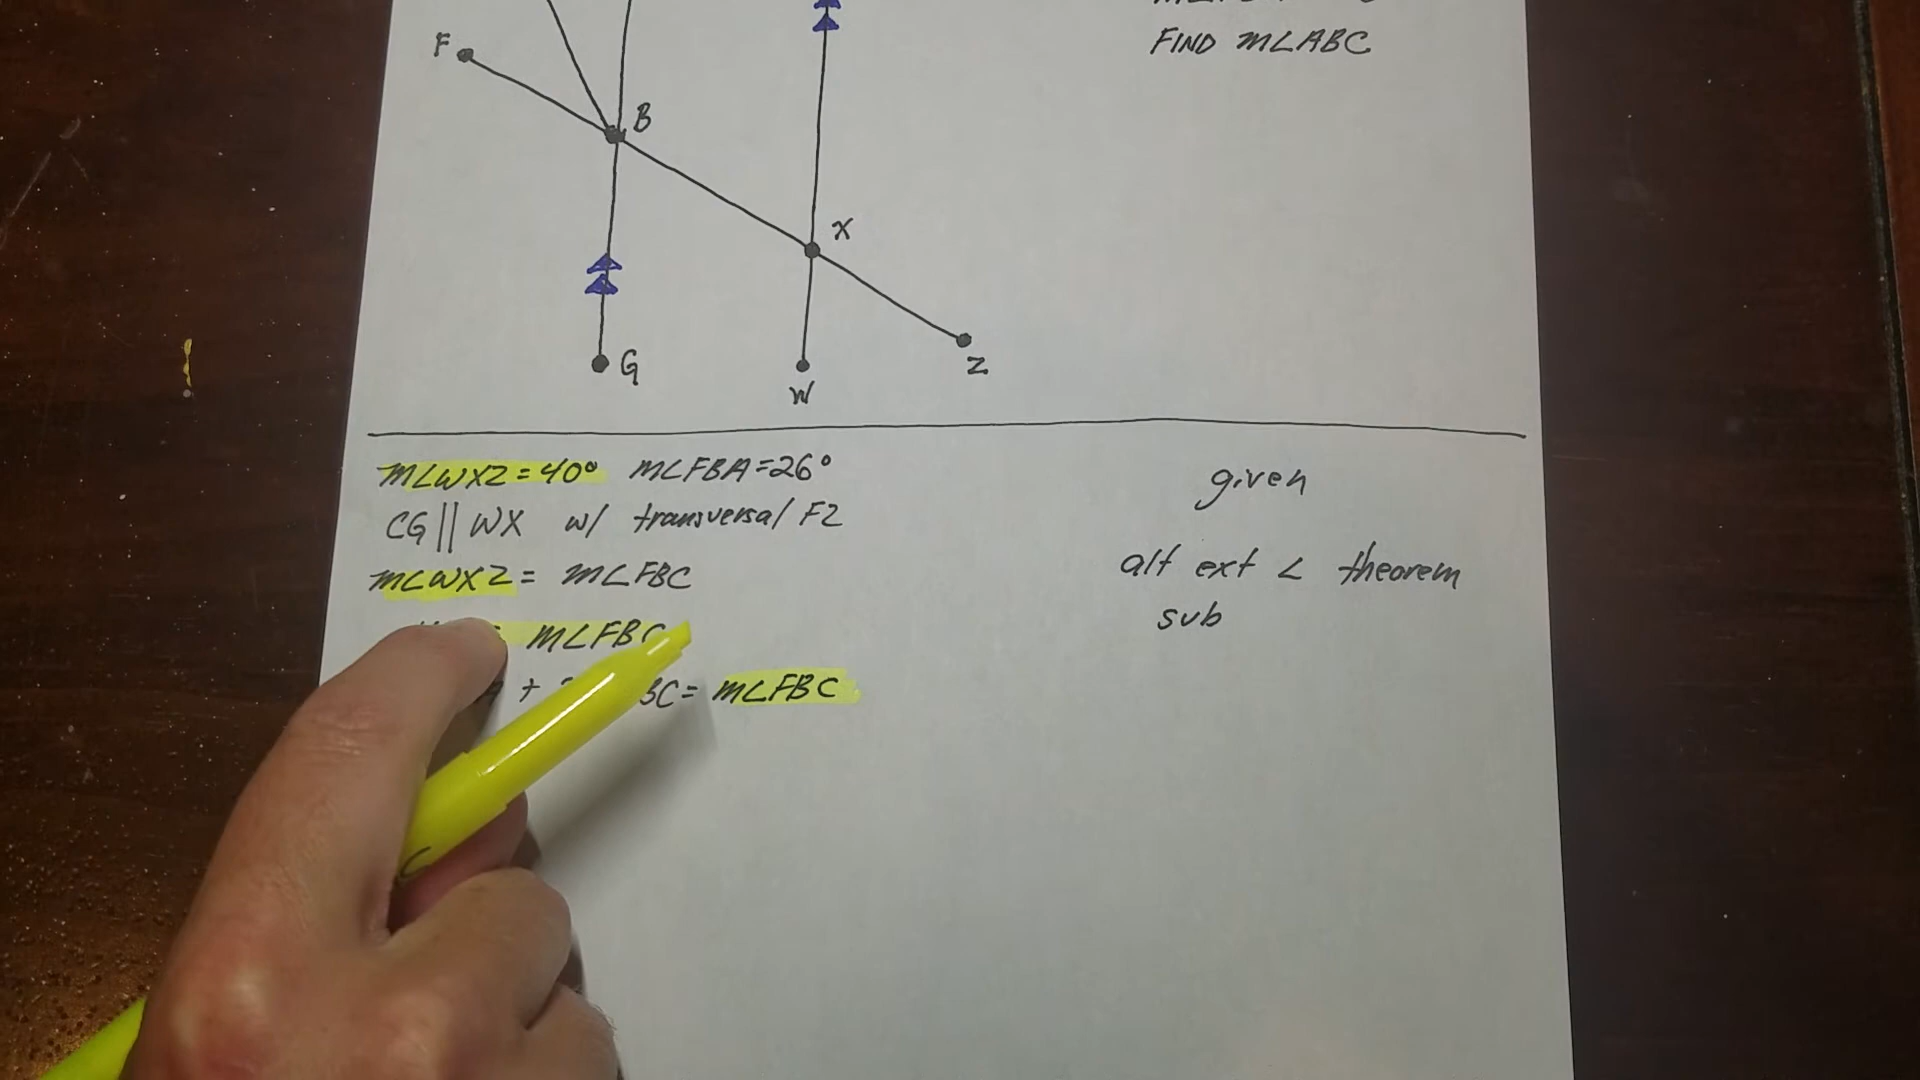 FIND m∠ABC
F
B
X
G
W
Z
m∠WXZ = 40° m∠FBA = 26°
given
CG || WX w/ transversal FZ
m∠WXZ = m∠FBC
alt ext ∠ theorem
sub
= m∠FBC
+ BC = m∠FBC